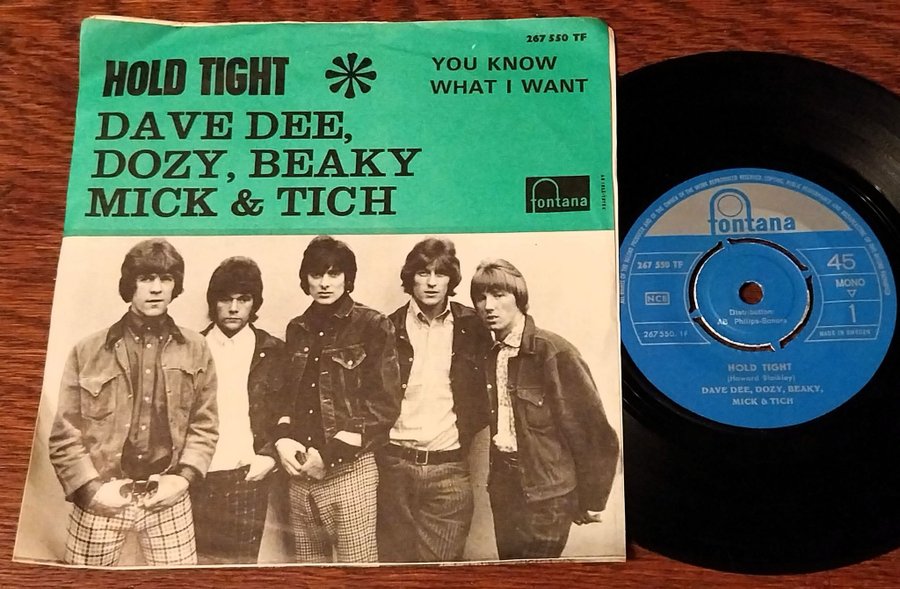 267 550 TF
HOLD TIGHT
YOU KNOW
WHAT I WANT
DAVE DEE,
DOZY, BEAKY
MICK & TICH
fontana
fontana
267 550 TF
45
MONO
NCB
1
Distribution:
AB Philips-Sonora
267550. 1F
MADE IN SWEDEN
HOLD TIGHT
(Howard Blaikley)
DAVE DEE, DOZY, BEAKY,
MICK & TICH